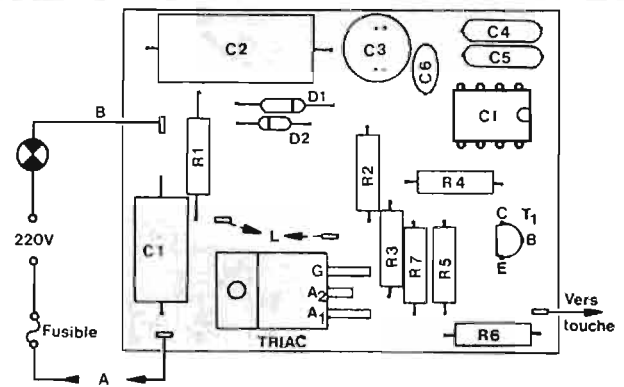 C2
C3
C4
C5
C6
CI
D1
D2
B
R1
R2
R4
C T1
B
E
220V
C1
L
R3
R7
R5
G
A2
A1
TRIAC
Vers
touche
Fusible
R6
A